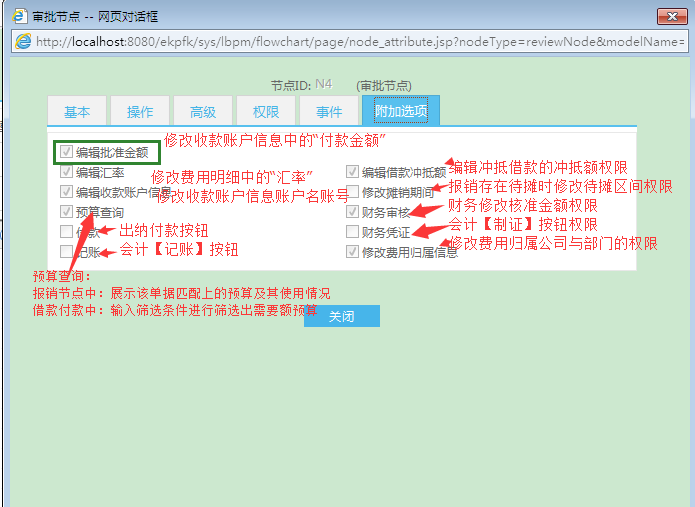 审批节点 -- 网页对话框
http://localhost:8080/ekpfk/sys/lbpm/flowchart/page/node_attribute.jsp?nodeType=reviewNode&modelName=
节点ID: N4 (审批节点)
基本 操作 高级 权限 事件 附加选项
编辑批准金额 修改收款账户信息中的“付款金额”
编辑汇率 修改费用明细中的“汇率” 编辑借款冲抵额 编辑冲抵借款的冲抵额权限
编辑收款账户信息 修改收款账户信息账户名账号 修改摊销期间 报销存在待摊时修改待摊区间权限
预算查询 财务审核 财务修改核准金额权限
付款 出纳付款按钮 财务凭证 会计【制证】按钮权限
记账 会计【记账】按钮 修改费用归属信息 修改费用归属公司与部门的权限
预算查询:
报销节点中: 展示该单据匹配上的预算及其使用情况
借款付款中: 输入筛选条件进行筛选出需要额预算
关闭